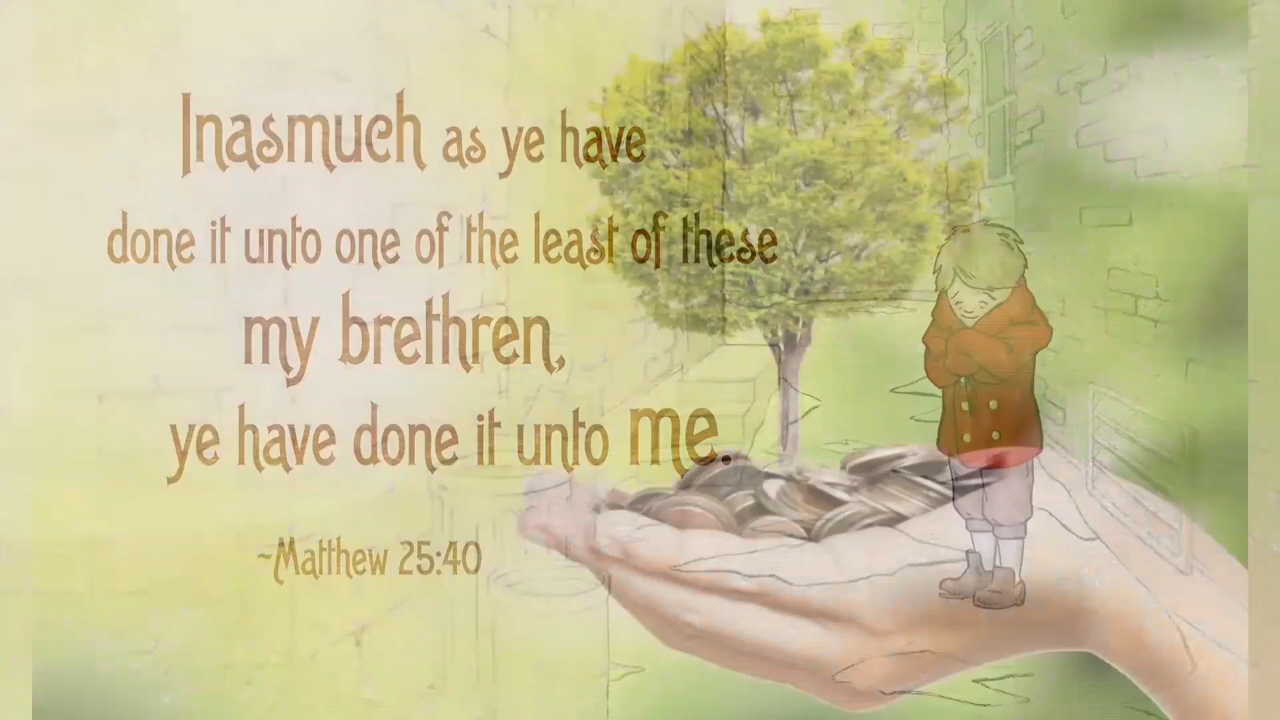 Inasmuch as ye have
done it unto one of the least of these
my brethren,
ye have done it unto me.
~Matthew 25:40